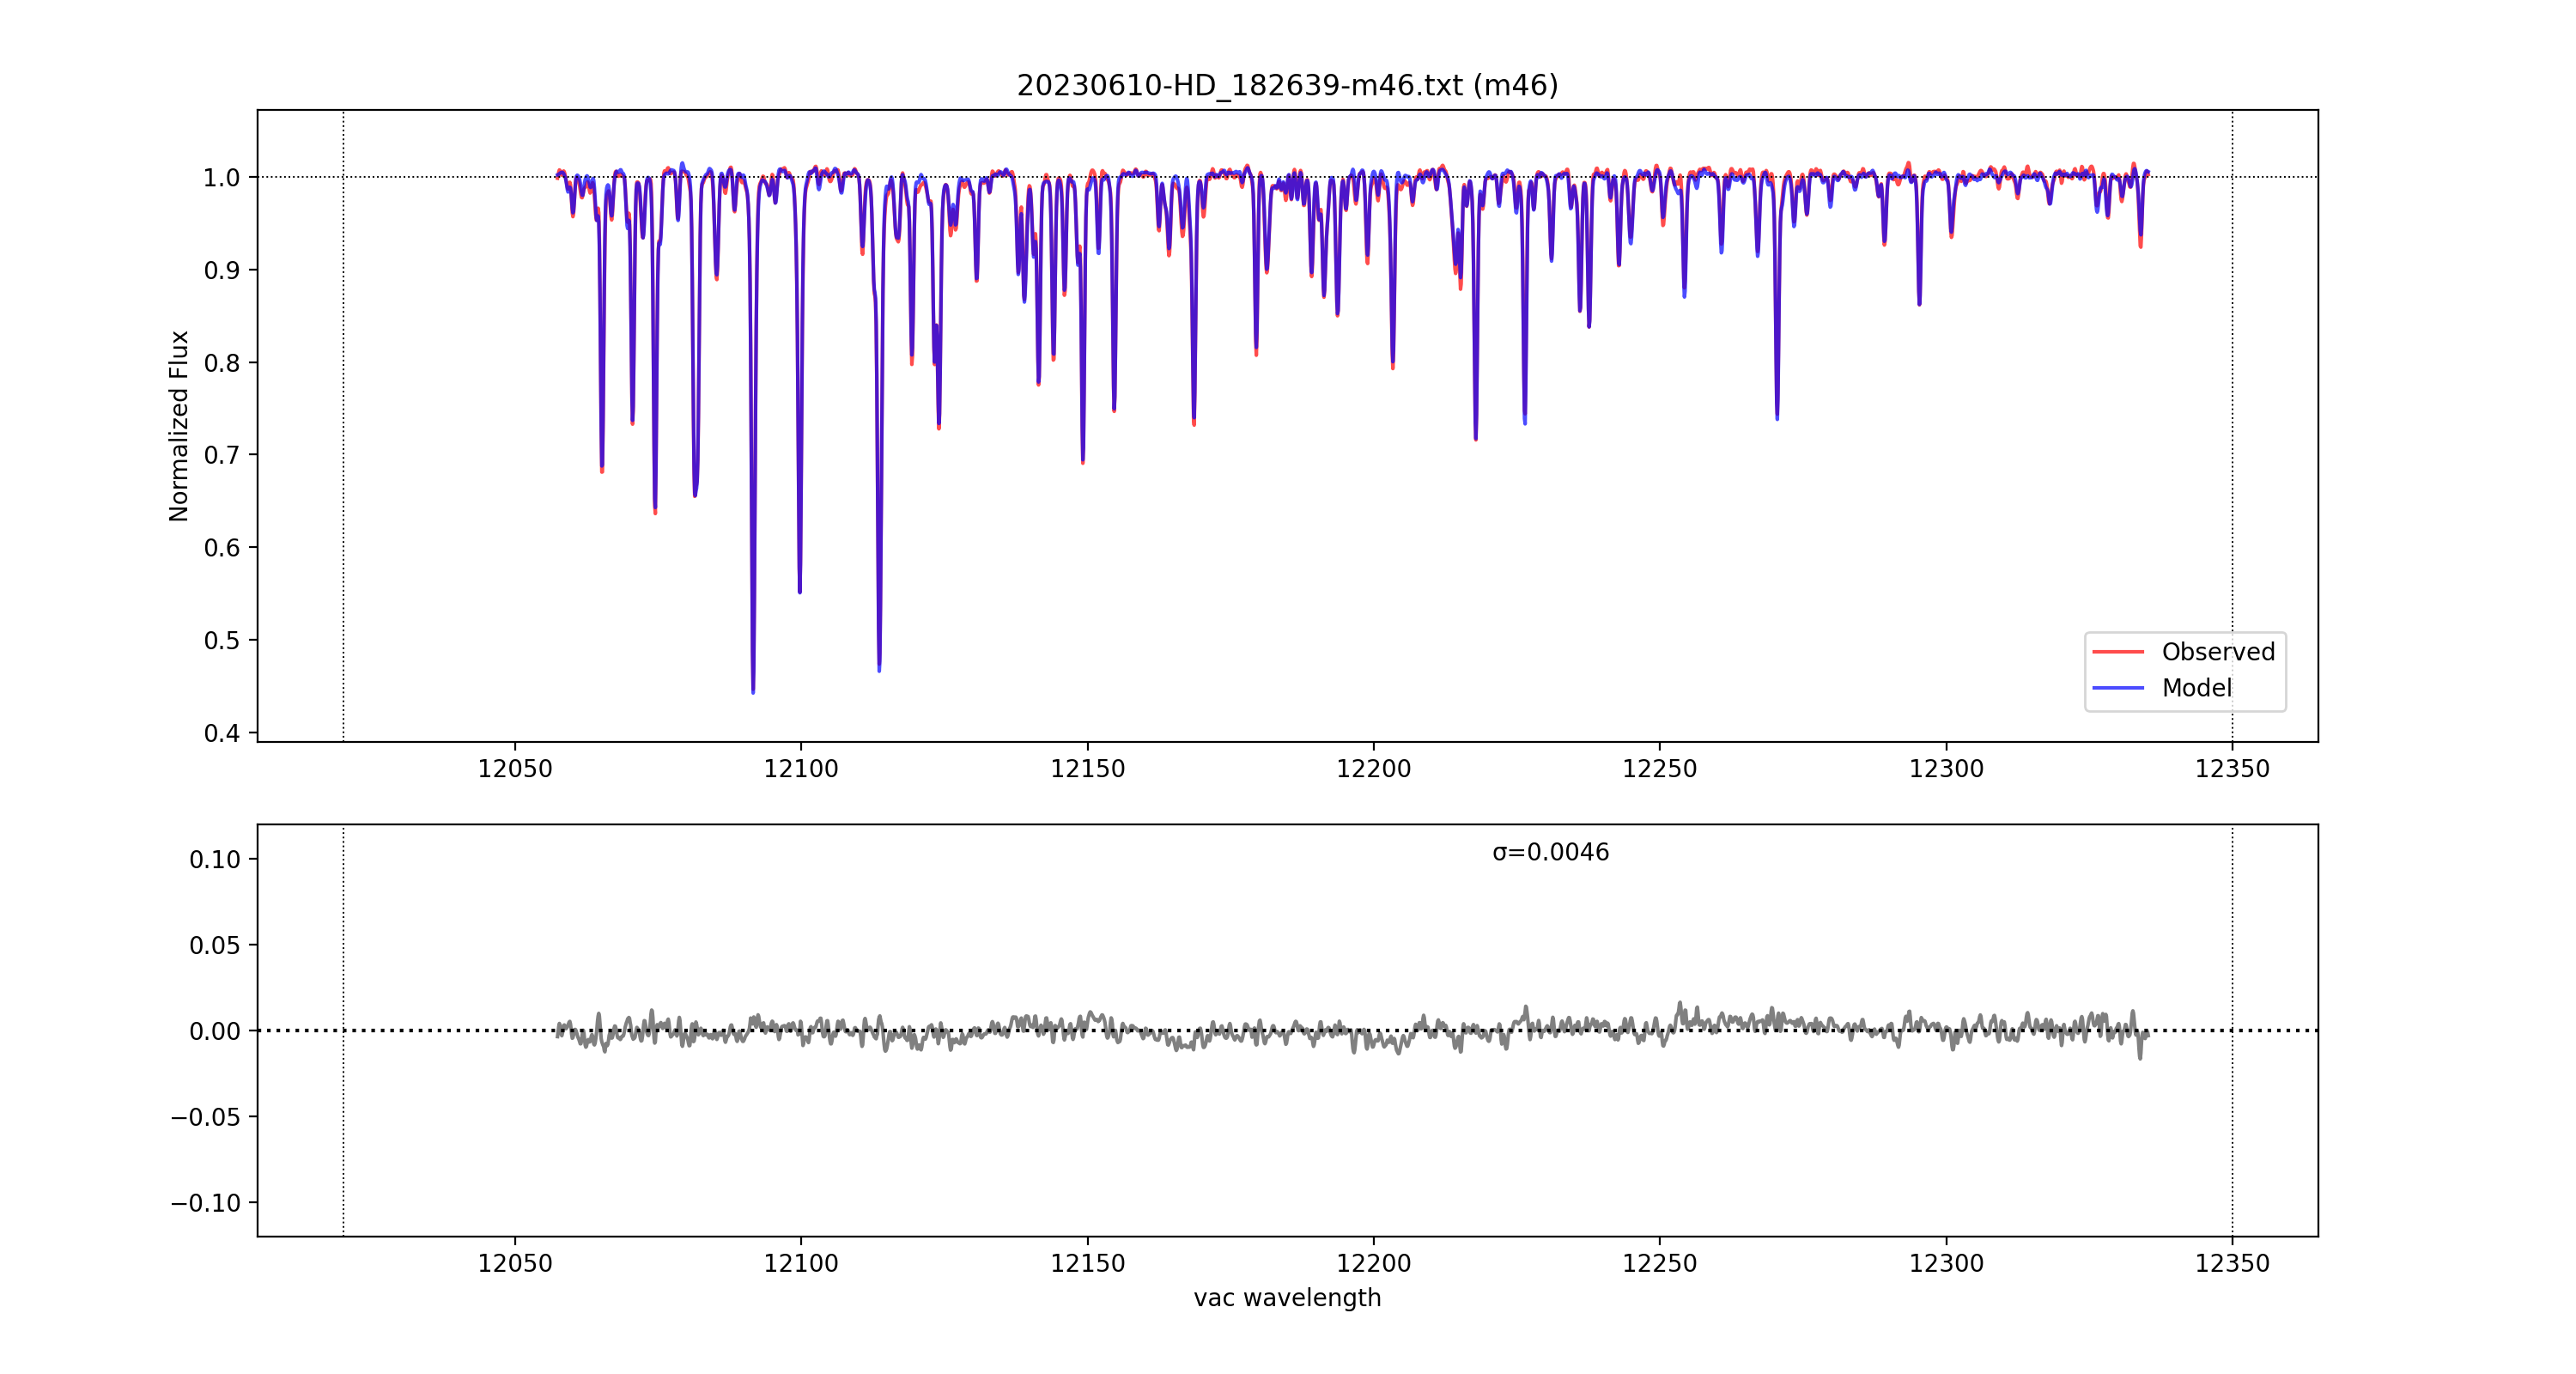 20230610-HD_182639-m46.txt (m46)
Normalized Flux
1.0
0.9
0.8
0.7
0.6
0.5
0.4
Observed
Model
12050 12100 12150 12200 12250 12300 12350
σ=0.0046
0.10
0.05
0.00
−0.05
−0.10
12050 12100 12150 12200 12250 12300 12350
vac wavelength